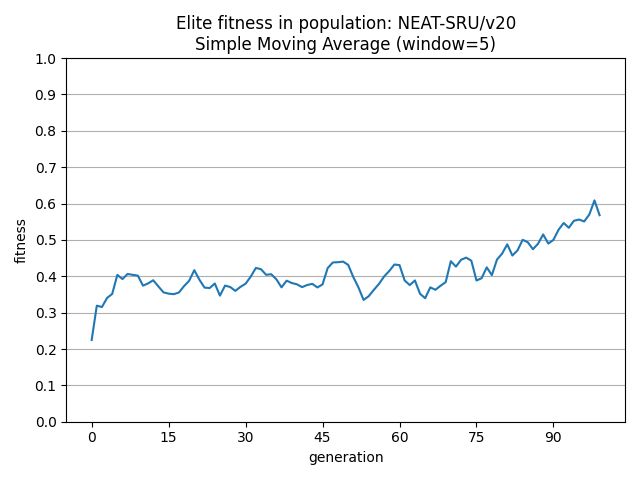 Elite fitness in population: NEAT-SRU/v20
Simple Moving Average (window=5)
1.0
0.9
0.8
0.7
0.6
0.5
0.4
0.3
0.2
0.1
0.0
fitness
0 15 30 45 60 75 90
generation